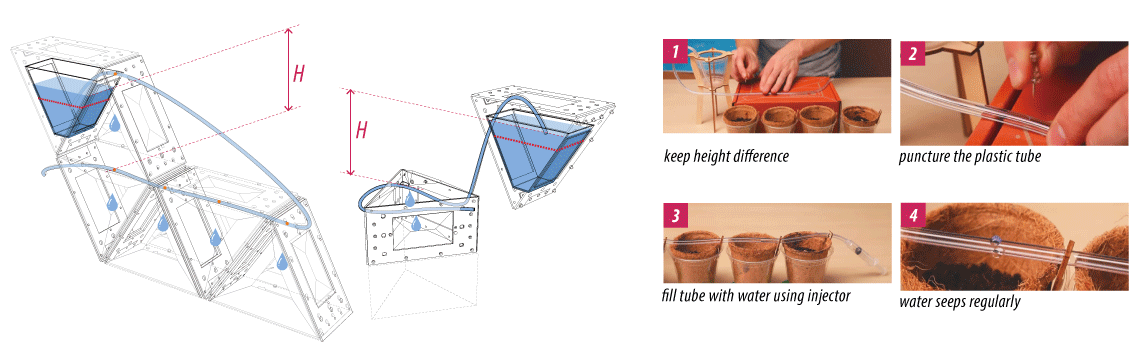 H
H
1
keep height difference
2
puncture the plastic tube
3
fill tube with water using injector
4
water seeps regularly